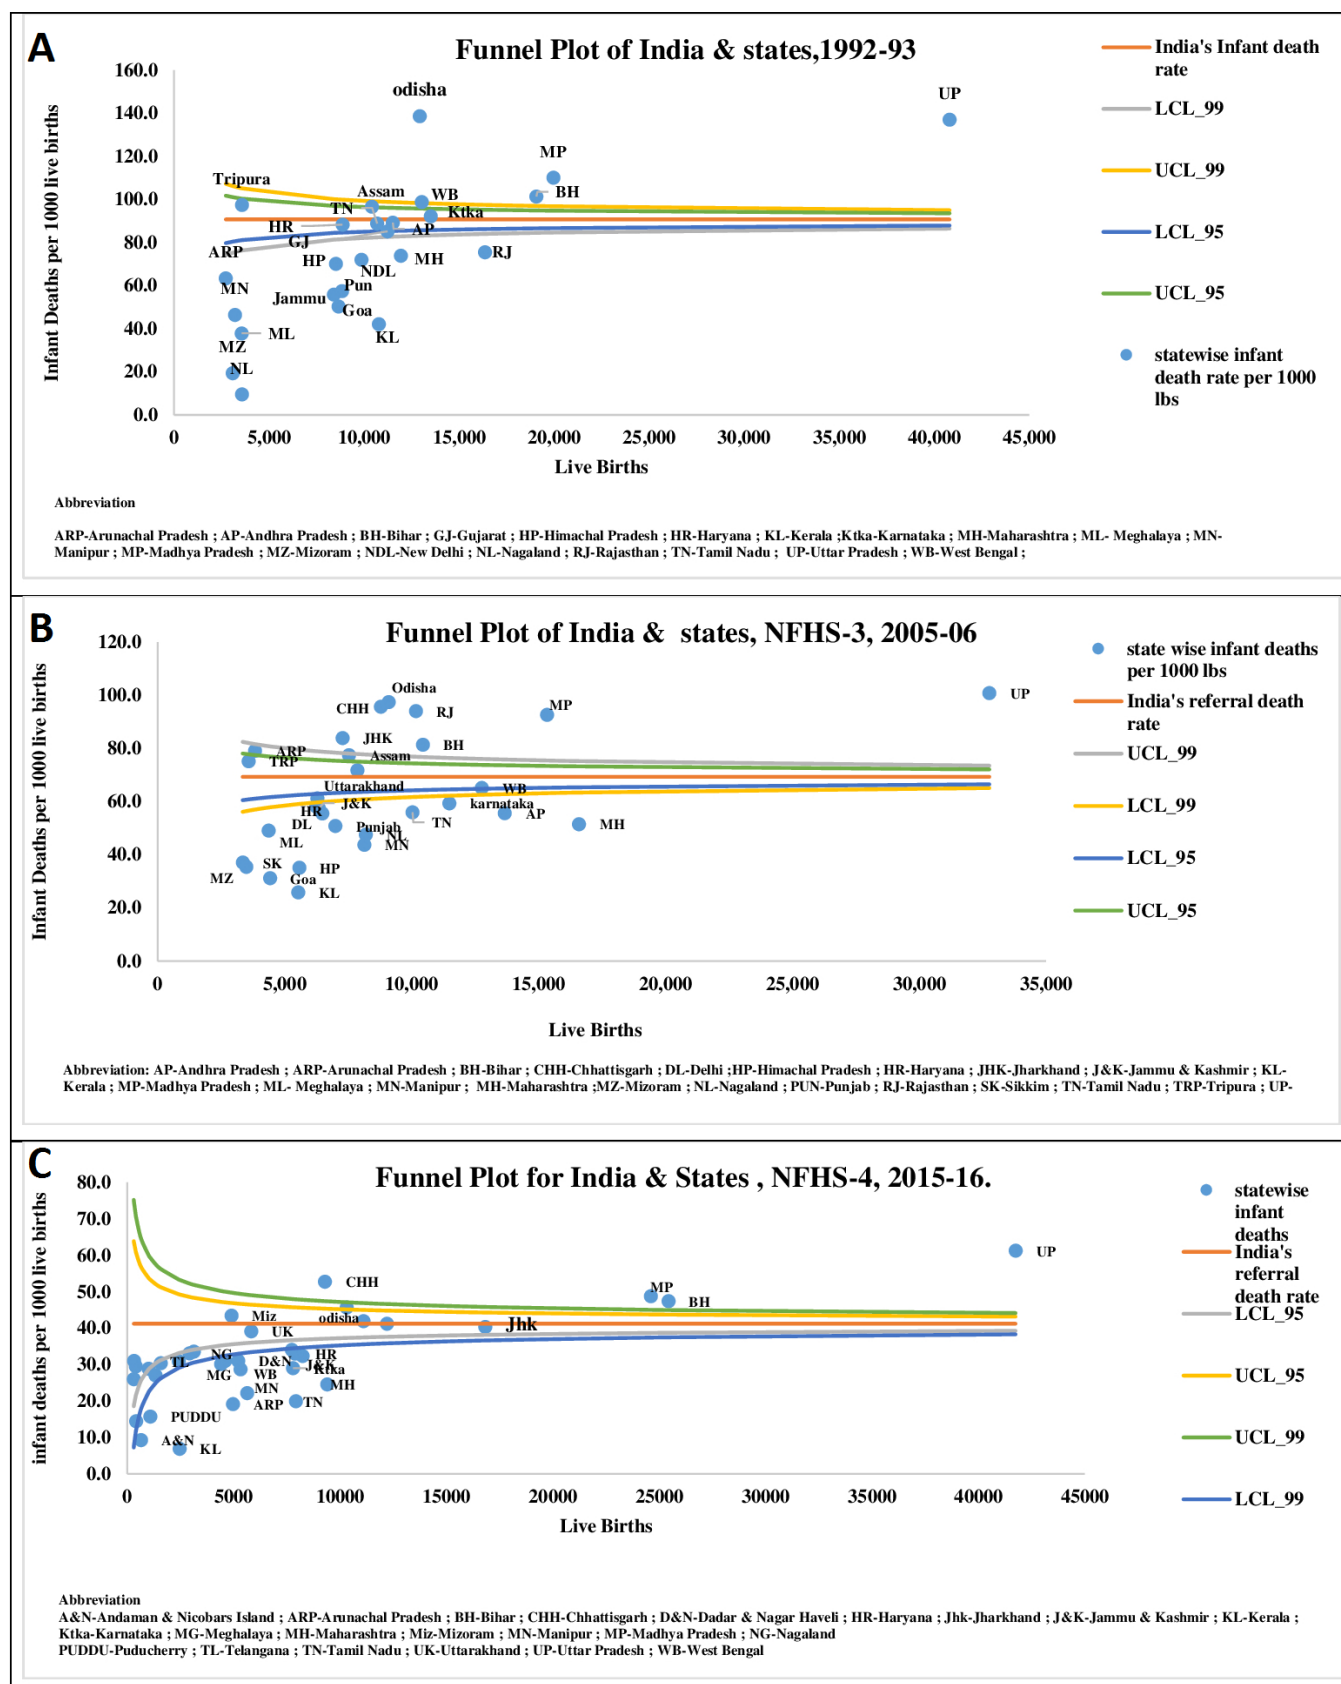 A
Funnel Plot of India & states,1992-93
Infant Deaths per 1000 live births
160.0
140.0
120.0
100.0
80.0
60.0
40.0
20.0
0.0
odisha
UP
MP
BH
Tripura
Assam
WB
TN
Ktka
HR
GJ
AP
ARP
HP
NDL
MH
RJ
MN
Jammu
Pun
Goa
KL
ML
MZ
NL
0
5,000
10,000
15,000
20,000
25,000
30,000
35,000
40,000
45,000
Live Births
India's Infant death
rate
LCL_99
UCL_99
LCL_95
UCL_95
statewise infant
death rate per 1000
lbs
Abbreviation
ARP-Arunachal Pradesh ; AP-Andhra Pradesh ; BH-Bihar ; GJ-Gujarat ; HP-Himachal Pradesh ; HR-Haryana ; KL-Kerala ;Ktka-Karnataka ; MH-Maharashtra ; ML- Meghalaya ; MN-
Manipur ; MP-Madhya Pradesh ; MZ-Mizoram ; NDL-New Delhi ; NL-Nagaland ; RJ-Rajasthan ; TN-Tamil Nadu ; UP-Uttar Pradesh ; WB-West Bengal ;
B
Funnel Plot of India & states, NFHS-3, 2005-06
Infant Deaths per 1000 live births
120.0
100.0
80.0
60.0
40.0
20.0
0.0
Odisha
CHH
RJ
MP
UP
JHK
BH
ARP
TRP
Assam
Uttarakhand
WB
J&K
karnataka
HR
AP
DL
Punjab
TN
MH
NL
ML
MN
SK
HP
MZ
Goa
KL
0
5,000
10,000
15,000
20,000
25,000
30,000
35,000
Live Births
state wise infant deaths
per 1000 lbs
India's referral death
rate
UCL_99
LCL_99
LCL_95
UCL_95
Abbreviation: AP-Andhra Pradesh ; ARP-Arunachal Pradesh ; BH-Bihar ; CHH-Chhattisgarh ; DL-Delhi ;HP-Himachal Pradesh ; HR-Haryana ; JHK-Jharkhand ; J&K-Jammu & Kashmir ; KL-
Kerala ; MP-Madhya Pradesh ; ML- Meghalaya ; MN-Manipur ; MH-Maharashtra ;MZ-Mizoram ; NL-Nagaland ; PUN-Punjab ; RJ-Rajasthan ; SK-Sikkim ; TN-Tamil Nadu ; TRP-Tripura ; UP-
C
Funnel Plot for India & States , NFHS-4, 2015-16.
infant deaths per 1000 live births
80.0
70.0
60.0
50.0
40.0
30.0
20.0
10.0
0.0
UP
CHH
MP
BH
Miz
odisha
Jhk
UK
NG
TL
D&N
HR
J&K
MG
WB
Ktka
MN
MH
ARP
TN
PUDDU
A&N
KL
0
5000
10000
15000
20000
25000
30000
35000
40000
45000
Live Births
statewise
infant
deaths
India's
referral
death rate
LCL_95
UCL_95
UCL_99
LCL_99
Abbreviation
A&N-Andaman & Nicobars Island ; ARP-Arunachal Pradesh ; BH-Bihar ; CHH-Chhattisgarh ; D&N-Dadar & Nagar Haveli ; HR-Haryana ; Jhk-Jharkhand ; J&K-Jammu & Kashmir ; KL-Kerala ;
Ktka-Karnataka ; MG-Meghalaya ; MH-Maharashtra ; Miz-Mizoram ; MN-Manipur ; MP-Madhya Pradesh ; NG-Nagaland
PUDDU-Puducherry ; TL-Telangana ; TN-Tamil Nadu ; UK-Uttarakhand ; UP-Uttar Pradesh ; WB-West Bengal